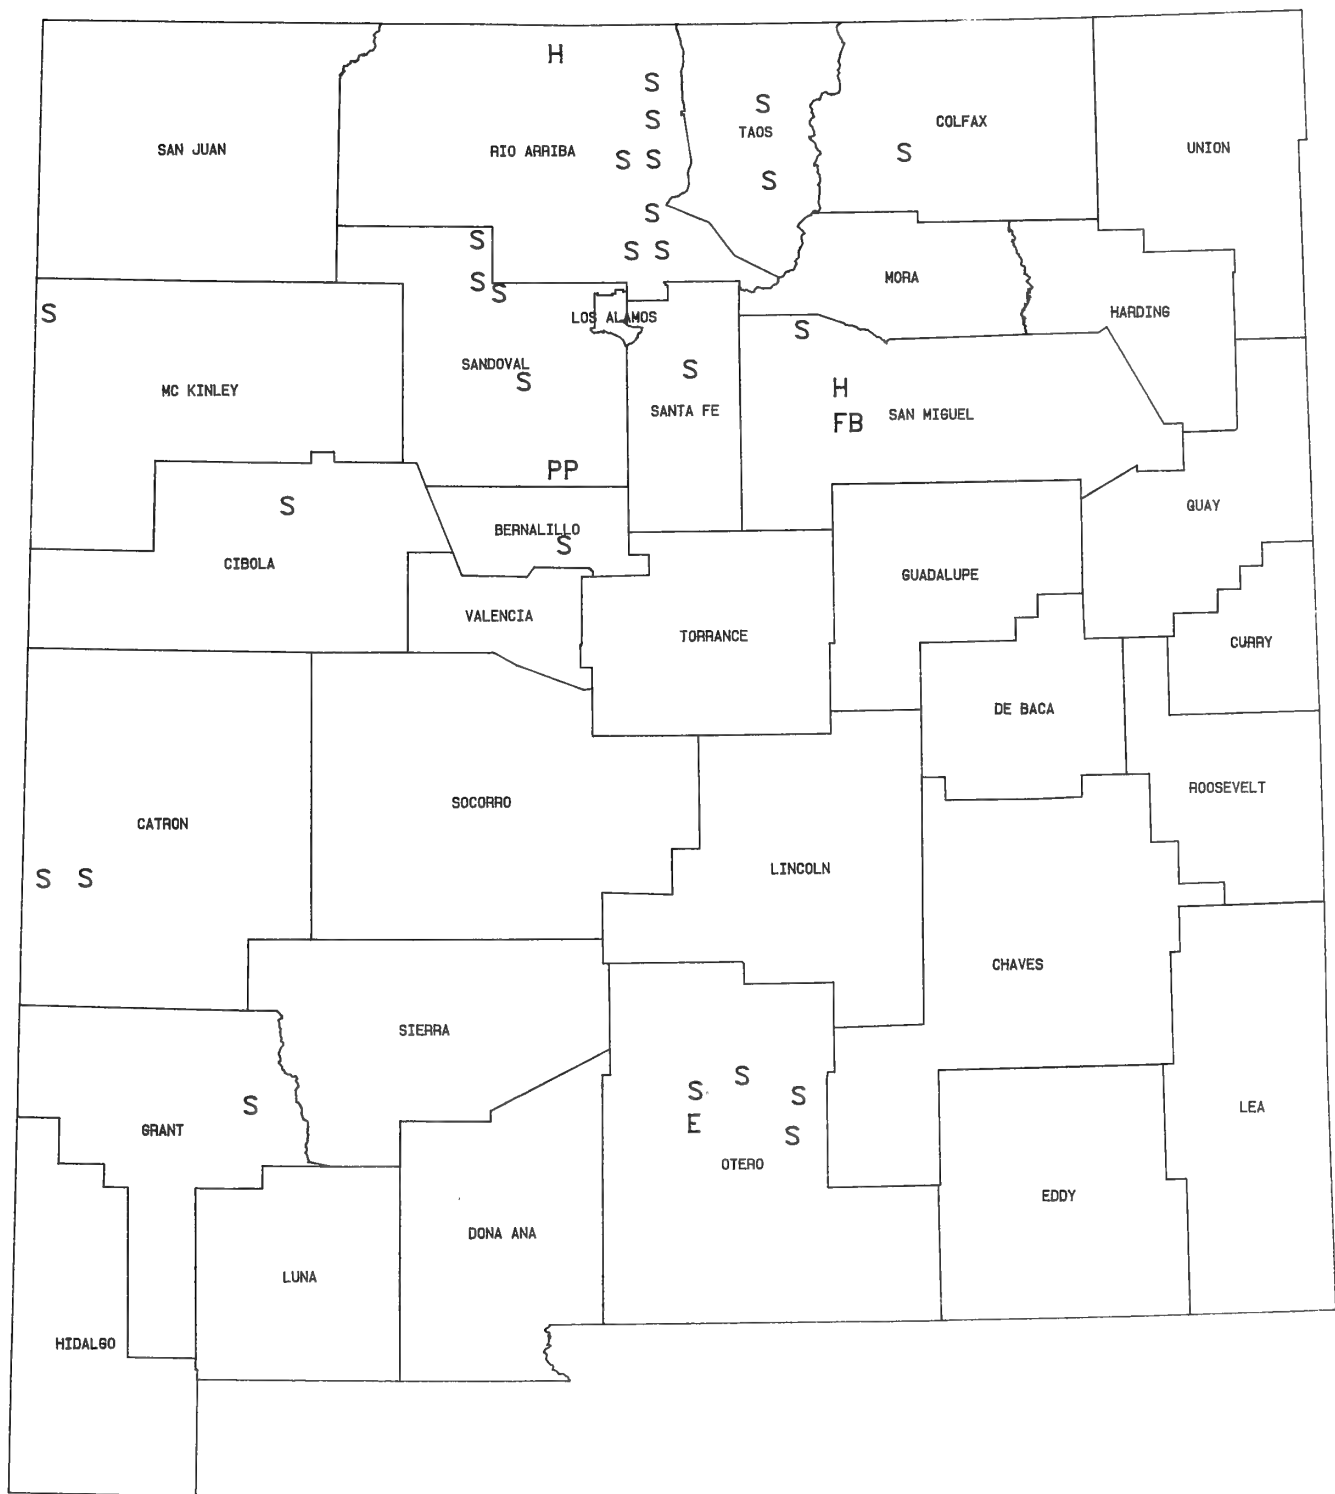 H
S
S
TAOS
COLFAX
S
SAN JUAN
RIO ARRIBA
S S
S
UNION
S
S
S
S S
S
S
MORA
S
LOS ALAMOS
S
HARDING
SANDOVAL
S
S
MC KINLEY
SANTA FE
H
FB
SAN MIGUEL
PP
S
QUAY
BERNALILLO
S
CIBOLA
GUADALUPE
VALENCIA
TORRANCE
CURRY
DE BACA
ROOSEVELT
SOCORRO
CATRON
LINCOLN
S S
CHAVES
SIERRA
S
S
S
S
E
S
GRANT
LEA
OTERO
EDDY
DONA ANA
LUNA
HIDALGO